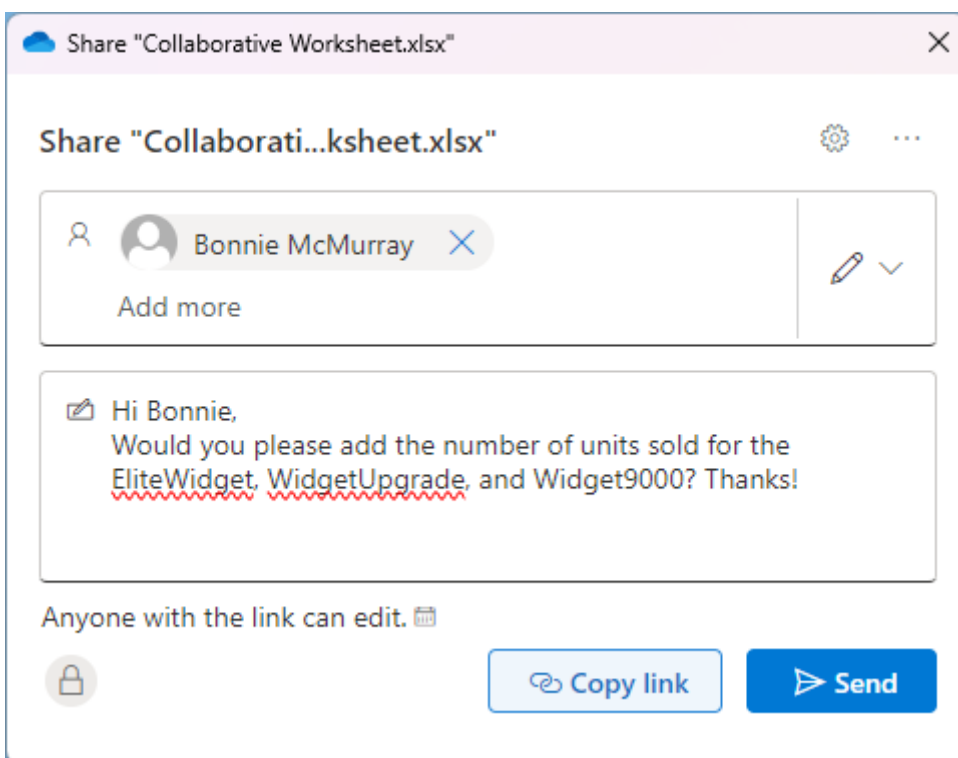 Share "Collaborative Worksheet.xlsx"
Share "Collaborati...ksheet.xlsx"
Bonnie McMurray
Add more
Hi Bonnie,
Would you please add the number of units sold for the
EliteWidget, WidgetUpgrade, and Widget9000? Thanks!
Anyone with the link can edit.
Copy link
Send